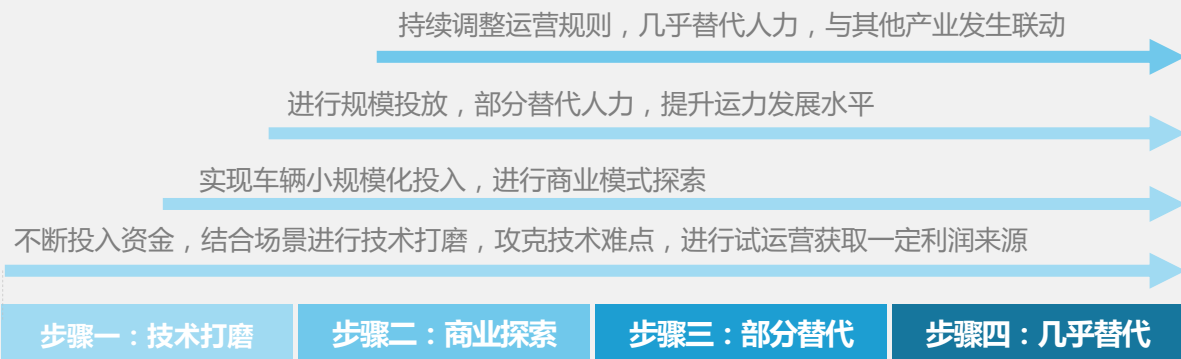 持续调整运营规则，几乎替代人力，与其他产业发生联动
进行规模投放，部分替代人力，提升运力发展水平
实现车辆小规模化投入，进行商业模式探索
不断投入资金，结合场景进行技术打磨，攻克技术难点，进行试运营获取一定利润来源
步骤一：技术打磨
步骤二：商业探索
步骤三：部分替代
步骤四：几乎替代